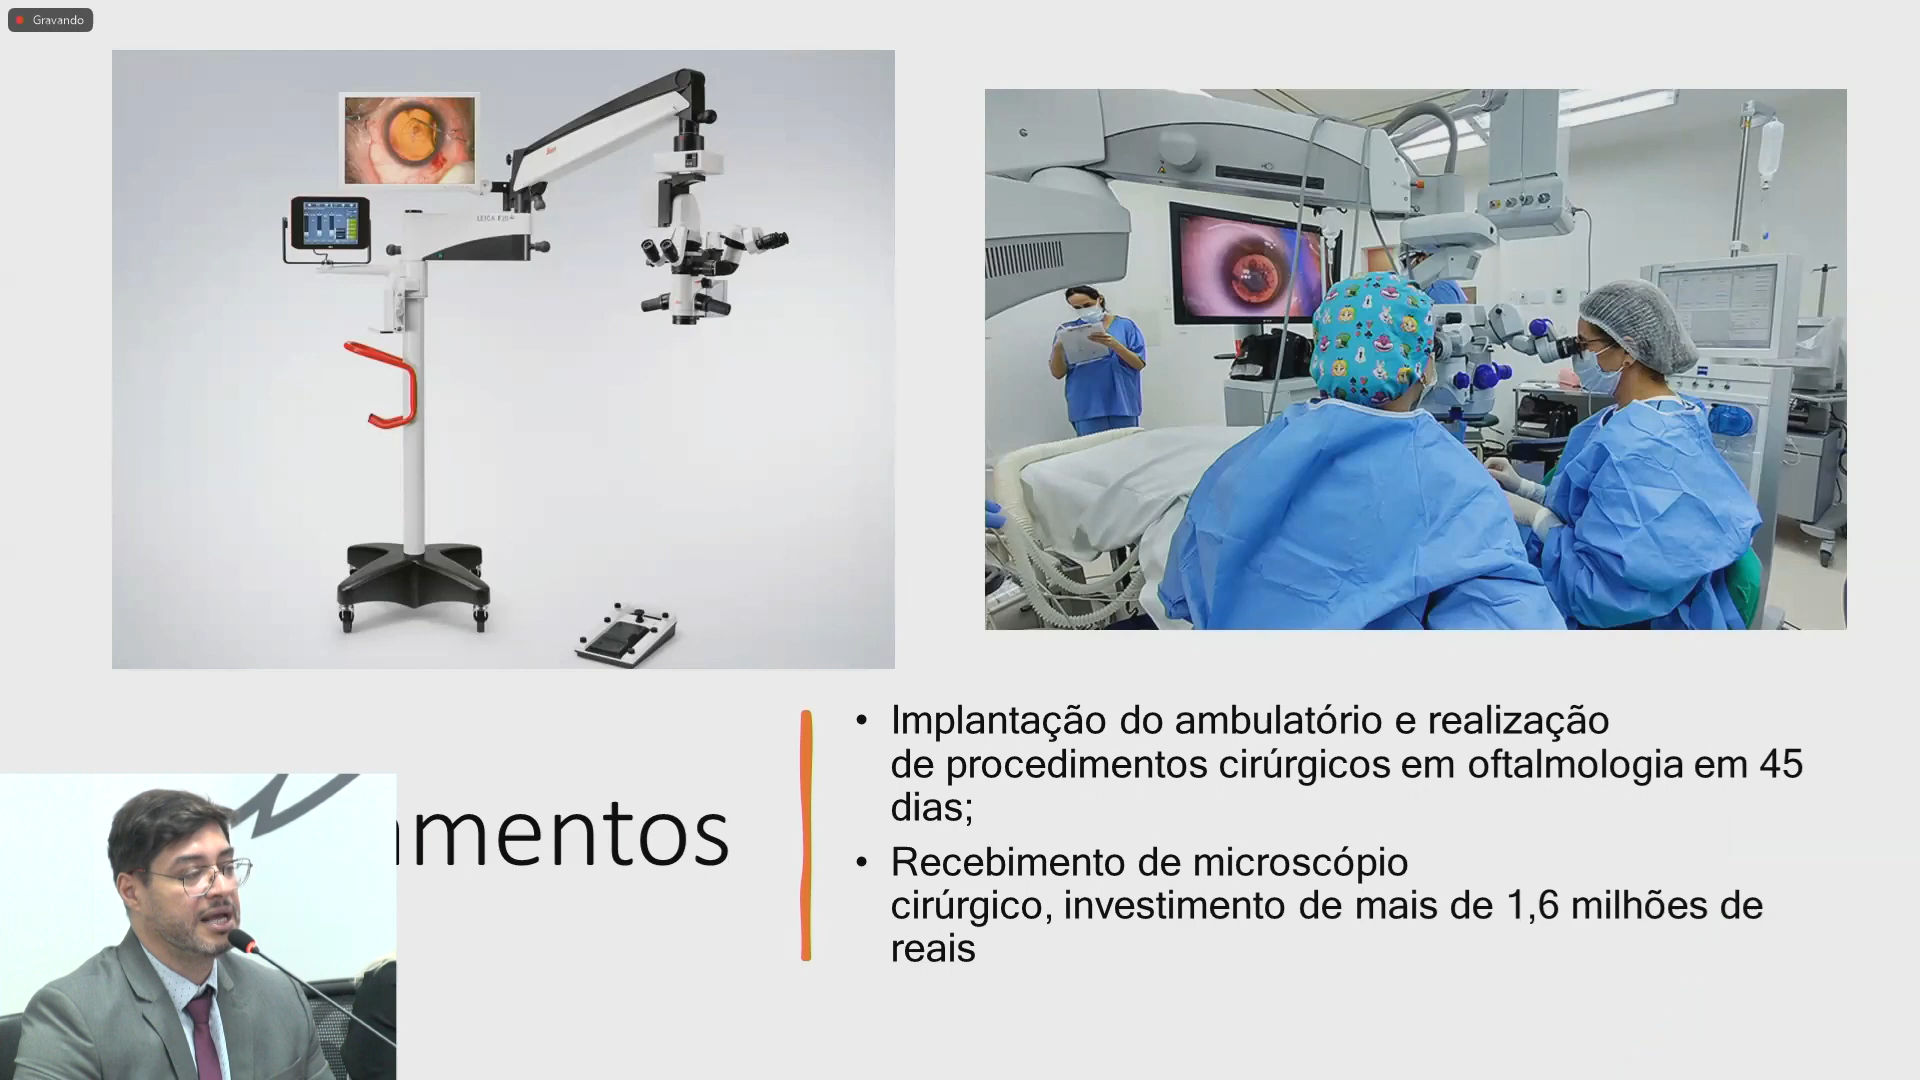 Gravando
LEICA
Implantação do ambulatório e realização
de procedimentos cirúrgicos em oftalmologia em 45
dias;
amentos
Recebimento de microscópio
cirúrgico, investimento de mais de 1,6 milhões de
reais